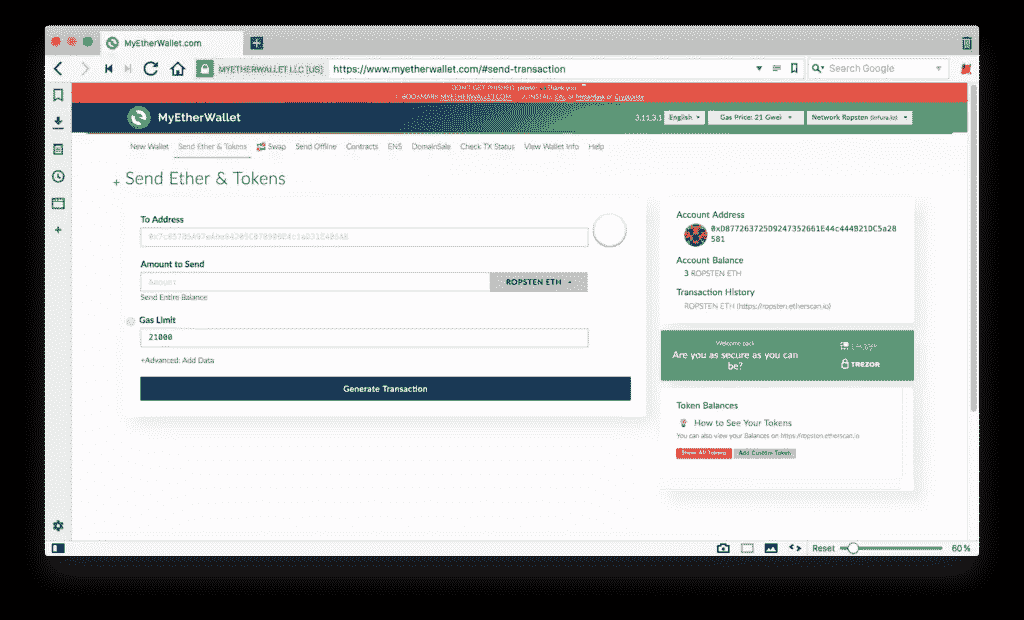 MyEtherWallet.com
MYETHERWALLET LLC [US] https://www.myetherwallet.com/#send-transaction Search Google
DON'T GET PHISHED, Thank you
BOOKMARK MYETHERWALLET.COM INSTALL EAL or MetaMask or Cryptonite
MyEtherWallet
3.11.3.1 English Gas Price: 21 Gwei Network Ropsten (infura.io)
New Wallet Send Ether & Tokens Swap Send Offline Contracts ENS DomainSale Check TX Status View Wallet Info Help
+ Send Ether & Tokens
To Address
Amount to Send
Amount
ROPSTEN ETH
Send Entire Balance
Gas Limit
21000
+Advanced: Add Data
Generate Transaction
Account Address
0xD877263725D9247352661E44c444B21DC5a28
581
Account Balance
3 ROPSTEN ETH
Transaction History
ROPSTEN ETH (https://ropsten.etherscan.io)
Welcome back
Are you as secure as you can
be?
TREZOR
Token Balances
How to See Your Tokens
You can also view your Balances on https://ropsten.etherscan.io
Show All Tokens Add Custom Token
Reset 60 %